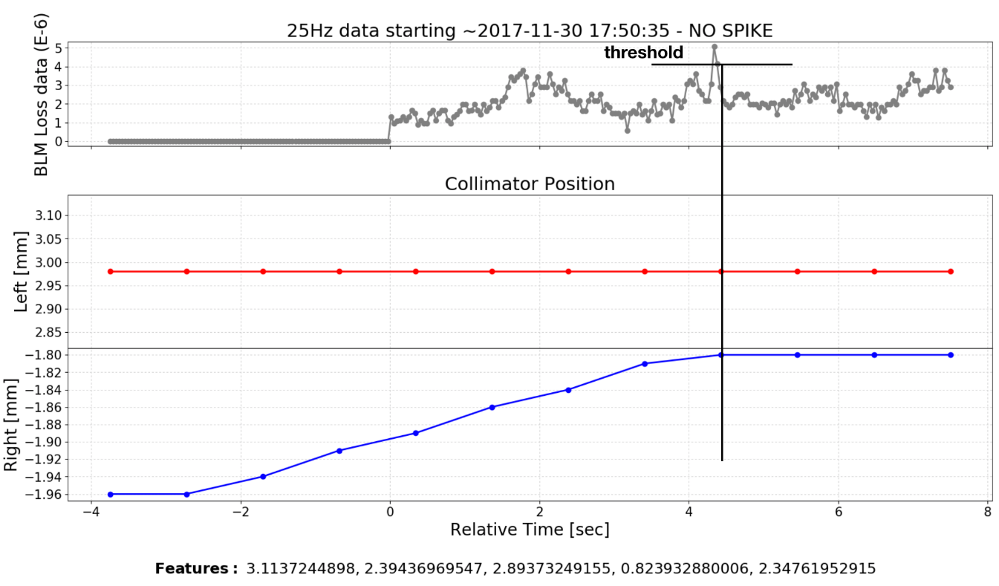 25Hz data starting ~2017-11-30 17:50:35 - NO SPIKE
BLM Loss data (E-6)
threshold
5
4
3
2
1
0
Collimator Position
Left [mm]
3.10
3.05
3.00
2.95
2.90
2.85
Right [mm]
−1.80
−1.82
−1.84
−1.86
−1.88
−1.90
−1.92
−1.94
−1.96
−4 −2 0 2 4 6 8
Relative Time [sec]
Features : 3.1137244898, 2.39436969547, 2.89373249155, 0.823932880006, 2.34761952915